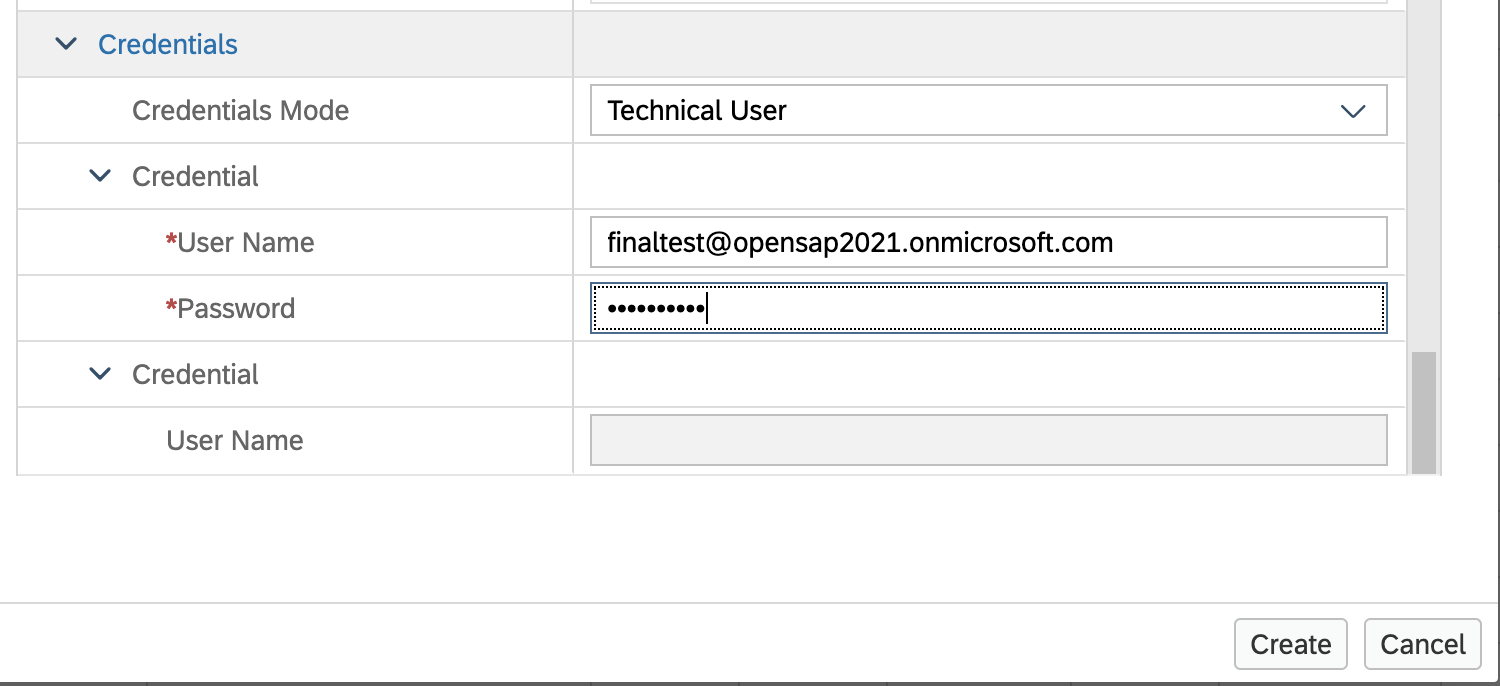 Credentials
Credentials Mode Technical User
Credential
*User Name finaltest@opensap2021.onmicrosoft.com
*Password ••••••••••
Credential
User Name
Create Cancel